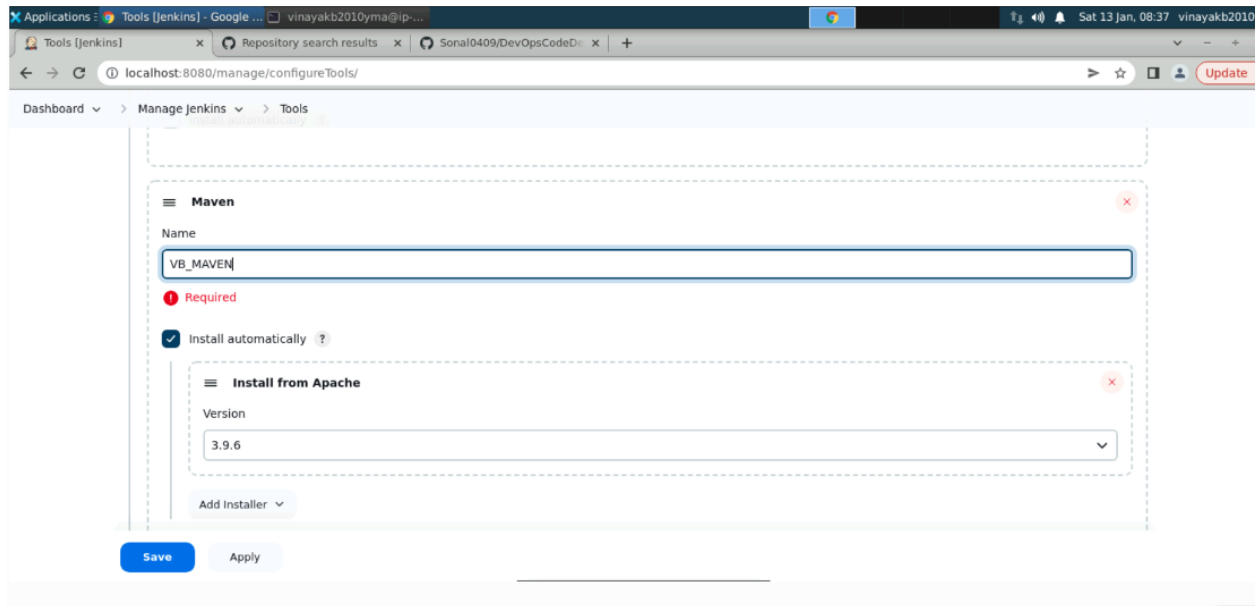 Applications Tools [Jenkins] - Google ... vinayakb2010yma@ip-... Sat 13 Jan, 08:37 vinayakb2010
Tools [Jenkins] Repository search results Sonal0409/DevOpsCodeDe
localhost:8080/manage/configureTools/ Update
Dashboard > Manage Jenkins > Tools
Install automatically ?
Maven
Name
VB_MAVEN
Required
Install automatically ?
Install from Apache
Version
3.9.6
Add Installer
Save Apply